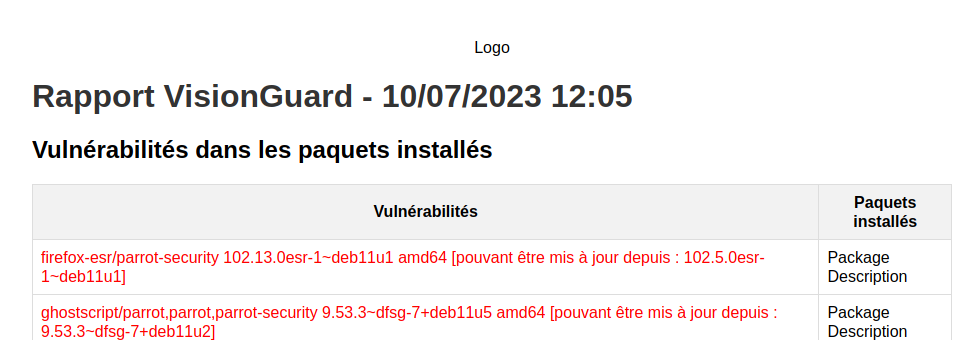 Logo
Rapport VisionGuard - 10/07/2023 12:05
Vulnérabilités dans les paquets installés
Vulnérabilités
Paquets
installés
firefox-esr/parrot-security 102.13.0esr-1~deb11u1 amd64 [pouvant être mis à jour depuis : 102.5.0esr-
1~deb11u1]
Package
Description
ghostscript/parrot,parrot,parrot-security 9.53.3~dfsg-7+deb11u5 amd64 [pouvant être mis à jour depuis :
9.53.3~dfsg-7+deb11u2]
Package
Description